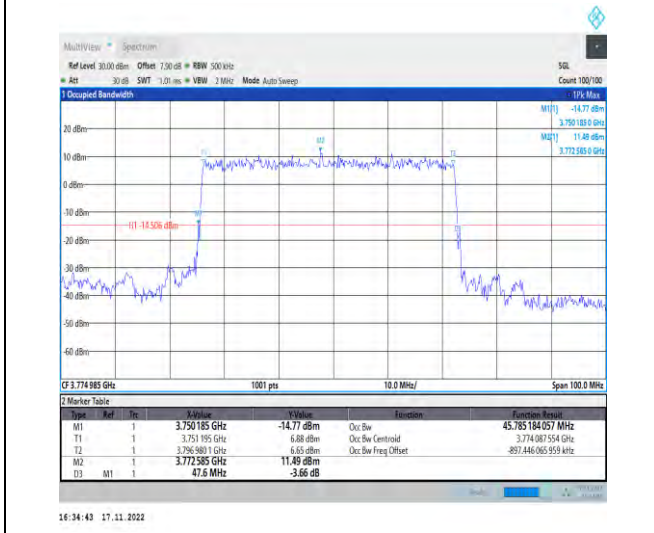 MultiView Spectrum
Ref Level 30.00 dBm Offset 7.50 dB RBW 500 kHz SGL
Att 30 dB SWT 1.01 ms VBW 2 MHz Mode Auto Sweep Count 100/100
1 Occupied Bandwidth 1Pk Max
M1[1] -14.77 dBm
3.750 185 0 GHz
M2[1] 11.49 dBm
3.772 585 0 GHz
20 dBm
M2
T1
10 dBm
0 dBm
-10 dBm
M1
H1 -14.506 dBm
-20 dBm
-30 dBm
-40 dBm
-50 dBm
-60 dBm
CF 3.774 985 GHz 1001 pts 10.0 MHz/ Span 100.0 MHz
2 Marker Table
Type Ref Trc X-Value Y-Value Function Function Result
M1 1 3.750185 GHz -14.77 dBm Occ Bw 45.785 184 057 MHz
T1 1 3.751 195 GHz 6.88 dBm Occ Bw Centroid 3.774 087 554 GHz
T2 1 3.796 980 1 GHz 6.65 dBm Occ Bw Freq Offset -897.446 065 959 kHz
M2 1 3.772 585 GHz 11.49 dBm
D3 M1 1 47.6 MHz -3.66 dB
16:34:43 17.11.2022